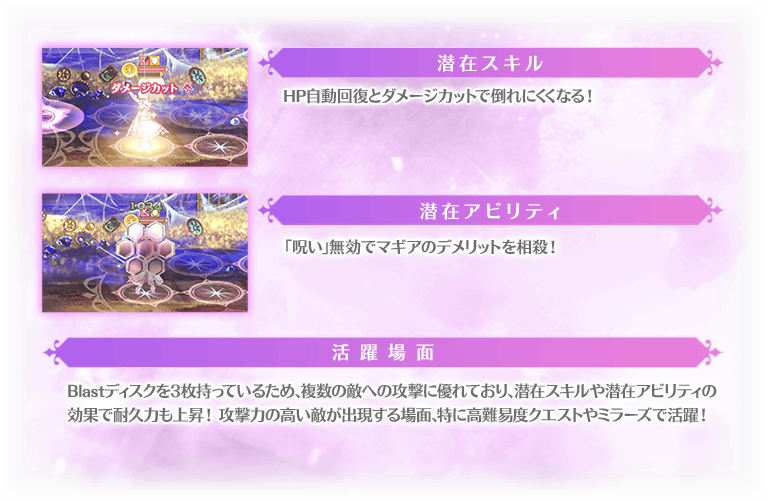 潜在スキル
ダメージカット
HP自動回復とダメージカットで倒れにくくなる！
潜在アビリティ
1034
「呪い」無効でマギアのデメリットを相殺！
活躍場面
Blastディスクを3枚持っているため、複数の敵への攻撃に優れており、潜在スキルや潜在アビリティの
効果で耐久力も上昇！ 攻撃力の高い敵が出現する場面、特に高難易度クエストやミラーズで活躍！